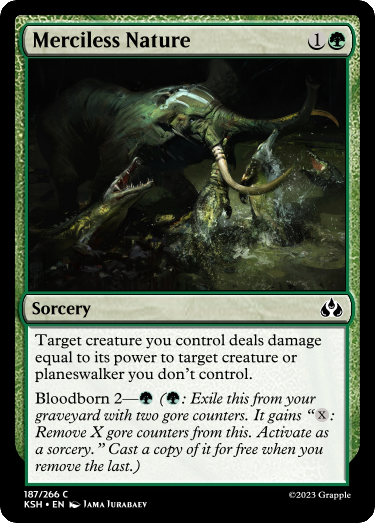 Merciless Nature 1
Sorcery
Target creature you control deals damage
equal to its power to target creature or
planeswalker you don't control.
Bloodborn 2— ( : Exile this from your
graveyard with two gore counters. It gains “X:
Remove X gore counters from this. Activate as
a sorcery.” Cast a copy of it for free when you
remove the last.)
187/266 C
KSH • EN Jama Jurabaev
©2023 Grapple